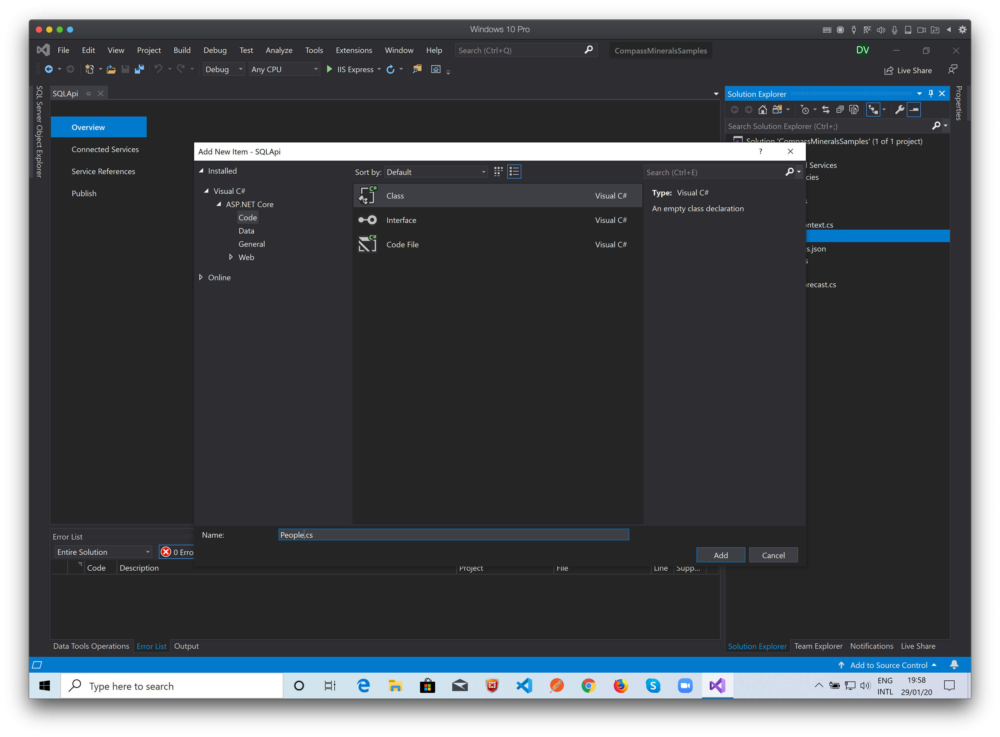 Windows 10 Pro
File Edit View Project Build Debug Test Analyze Tools Extensions Window Help Search (Ctrl+Q) CompassMineralsSamples DV
Debug Any CPU IIS Express Live Share
SQL Server Object Explorer
SQLApi
Overview
Connected Services
Service References
Publish
Solution Explorer
Properties
Search Solution Explorer (Ctrl+;)
Solution 'CompassMineralsSamples' (1 of 1 project)
Services
cies
s
ontext.cs
s.json
s
recast.cs
Add New Item - SQLApi ?
Installed
Visual C#
ASP.NET Core
Code
Data
General
Web
Online
Sort by: Default
Search (Ctrl+E)
C# Class Visual C#
Interface Visual C#
C# Code File Visual C#
Type: Visual C#
An empty class declaration
Name: People.cs
Add Cancel
Error List
Entire Solution 0 Erro
Code Description Project File Line Supp...
Data Tools Operations Error List Output
Solution Explorer Team Explorer Notifications Live Share
Add to Source Control
Type here to search
ENG
INTL
19:58
29/01/20